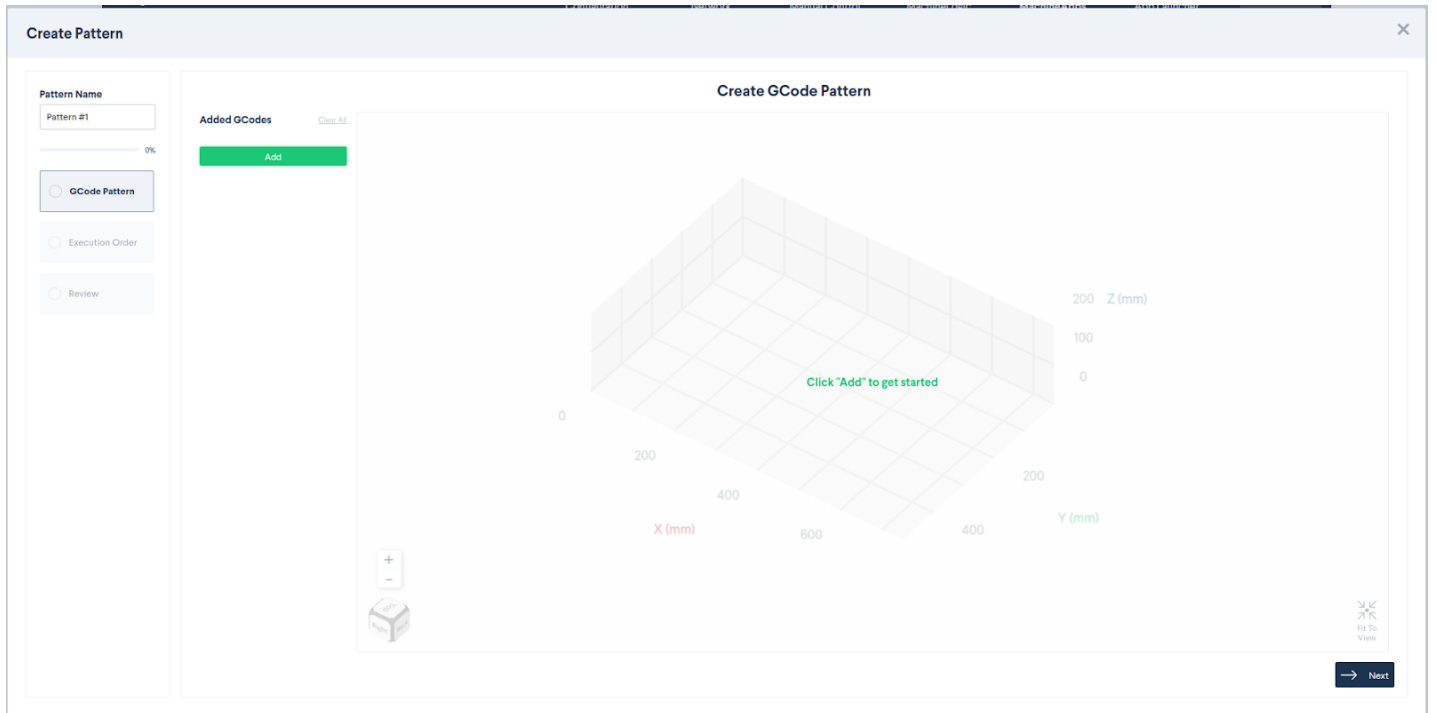 Create Pattern
Pattern Name
Pattern #1
0%
GCode Pattern
Execution Order
Review
Create GCode Pattern
Added GCodes
Clear All
Add
200 Z (mm)
100
0
Click "Add" to get started
0
200
400
600
X (mm)
200
400
Y (mm)
+
−
Right
Fit To
View
Next